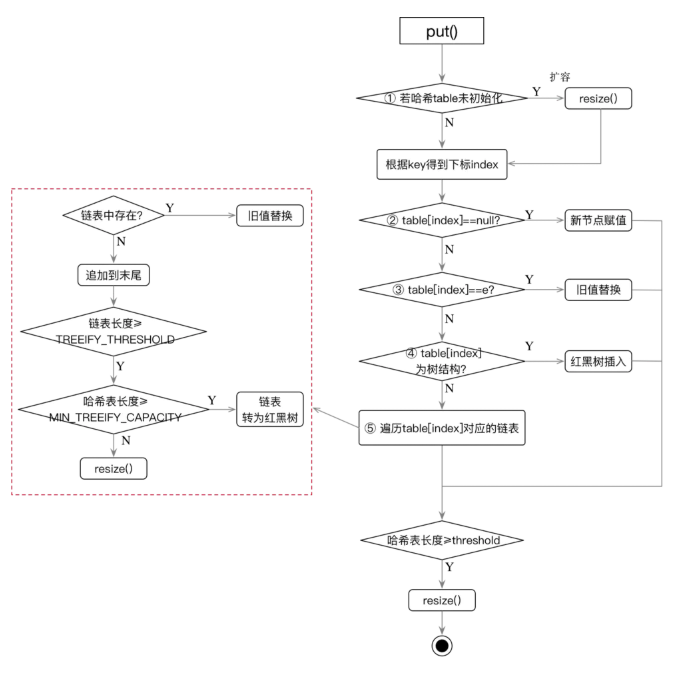 put()
① 若哈希table未初始化
Y
扩容
resize()
N
根据key得到下标index
② table[index]==null?
Y
新节点赋值
N
③ table[index]==e?
Y
旧值替换
N
④ table[index]
为树结构?
Y
红黑树插入
N
⑤ 遍历table[index]对应的链表
链表中存在?
Y
旧值替换
N
追加到末尾
链表长度≥
TREEIFY_THRESHOLD
Y
哈希表长度≥
MIN_TREEIFY_CAPACITY
Y
链表
转为红黑树
N
resize()
哈希表长度≥threshold
Y
resize()